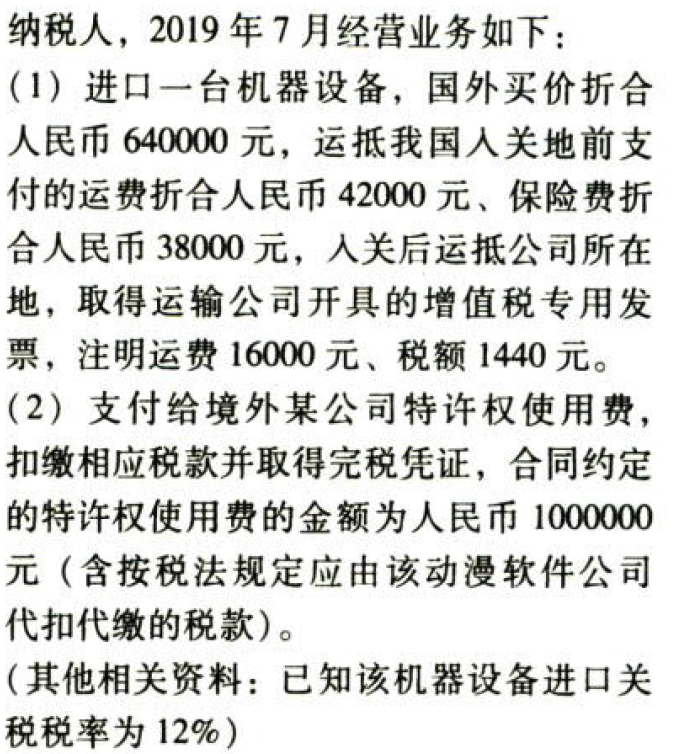 纳税人，2019 年 7 月经营业务如下：
(1) 进口一台机器设备，国外买价折合
人民币 640000 元，运抵我国入关地前支
付的运费折合人民币 42000 元、保险费折
合人民币 38000 元，入关后运抵公司所在
地，取得运输公司开具的增值税专用发
票，注明运费 16000 元、税额 1440 元。
(2) 支付给境外某公司特许权使用费，
扣缴相应税款并取得完税凭证，合同约定
的特许权使用费的金额为人民币 1000000
元（含按税法规定应由该动漫软件公司
代扣代缴的税款）。
(其他相关资料：已知该机器设备进口关
税税率为 12%)